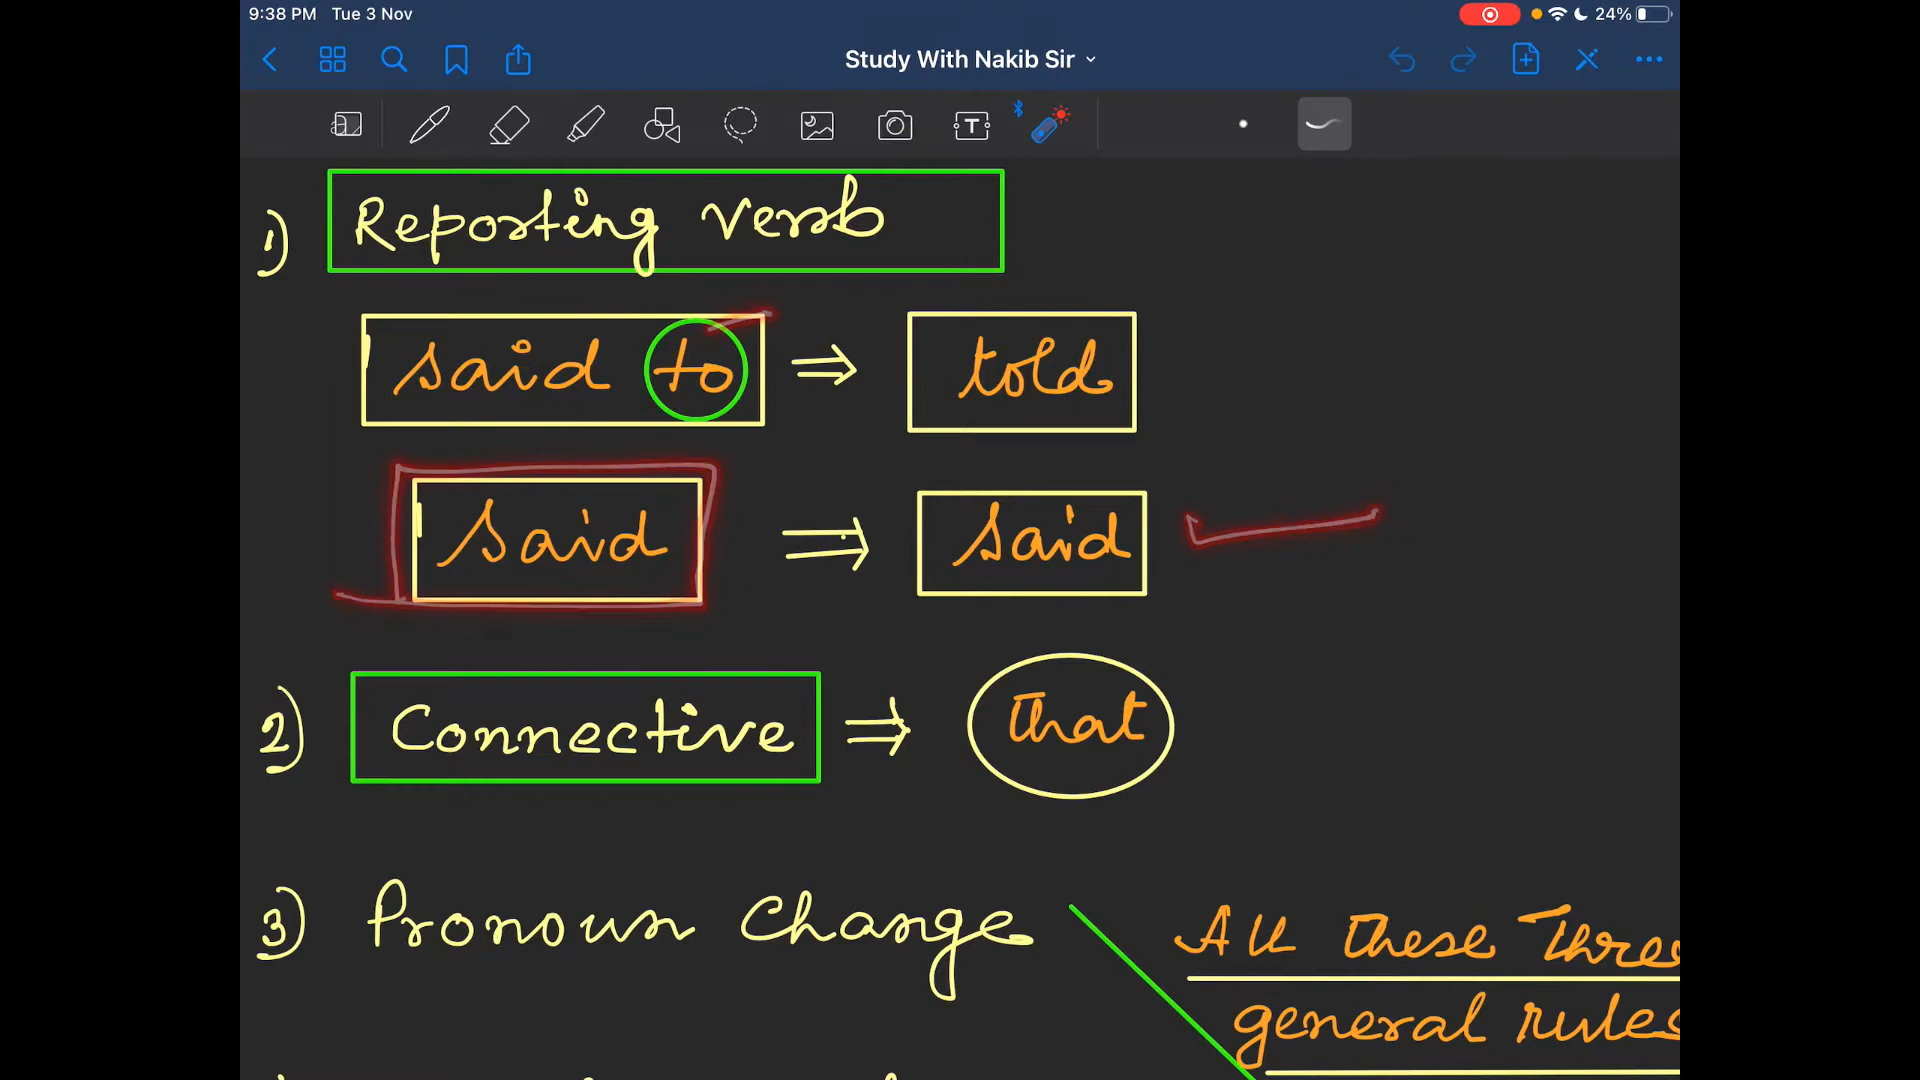 9:38 PM Tue 3 Nov 24%
Study With Nakib Sir
1) Reporting verb
said to ⇒ told
said ⇒ said
2) Connective ⇒ that
3) Pronoun Change
All these Three
general rules